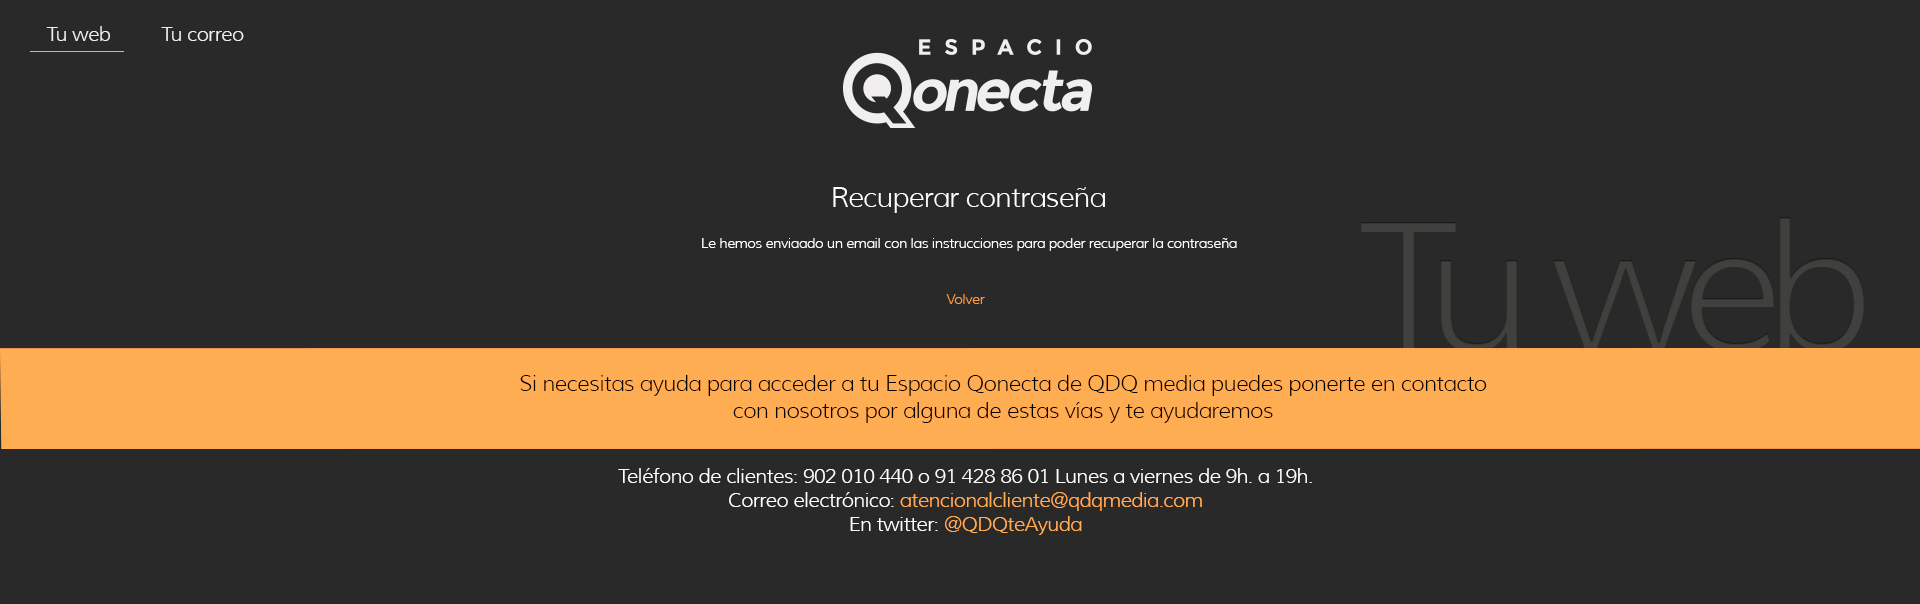 Tu web Tu correo
ESPACIO
Qonecta
Recuperar contraseña
Le hemos enviaado un email con las instrucciones para poder recuperar la contraseña
Tu web
Volver
Si necesitas ayuda para acceder a tu Espacio Qonecta de QDQ media puedes ponerte en contacto
con nosotros por alguna de estas vías y te ayudaremos
Teléfono de clientes: 902 010 440 o 91 428 86 01 Lunes a viernes de 9h. a 19h.
Correo electrónico: atencionalcliente@qdqmedia.com
En twitter: @QDQteAyuda